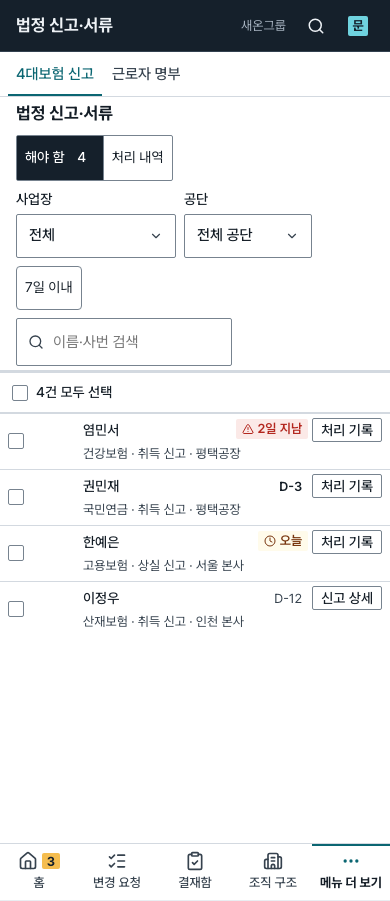 법정 신고·서류 새온그룹 문
4대보험 신고 근로자 명부
법정 신고·서류
해야 함 4 처리 내역
사업장 공단
전체 전체 공단
7일 이내
이름·사번 검색
4건 모두 선택
염민서 2일 지남 처리 기록
건강보험 · 취득 신고 · 평택공장
권민재 D-3 처리 기록
국민연금 · 취득 신고 · 평택공장
한예은 오늘 처리 기록
고용보험 · 상실 신고 · 서울 본사
이정우 D-12 신고 상세
산재보험 · 취득 신고 · 인천 본사
3
홈 변경 요청 결재함 조직 구조 메뉴 더 보기